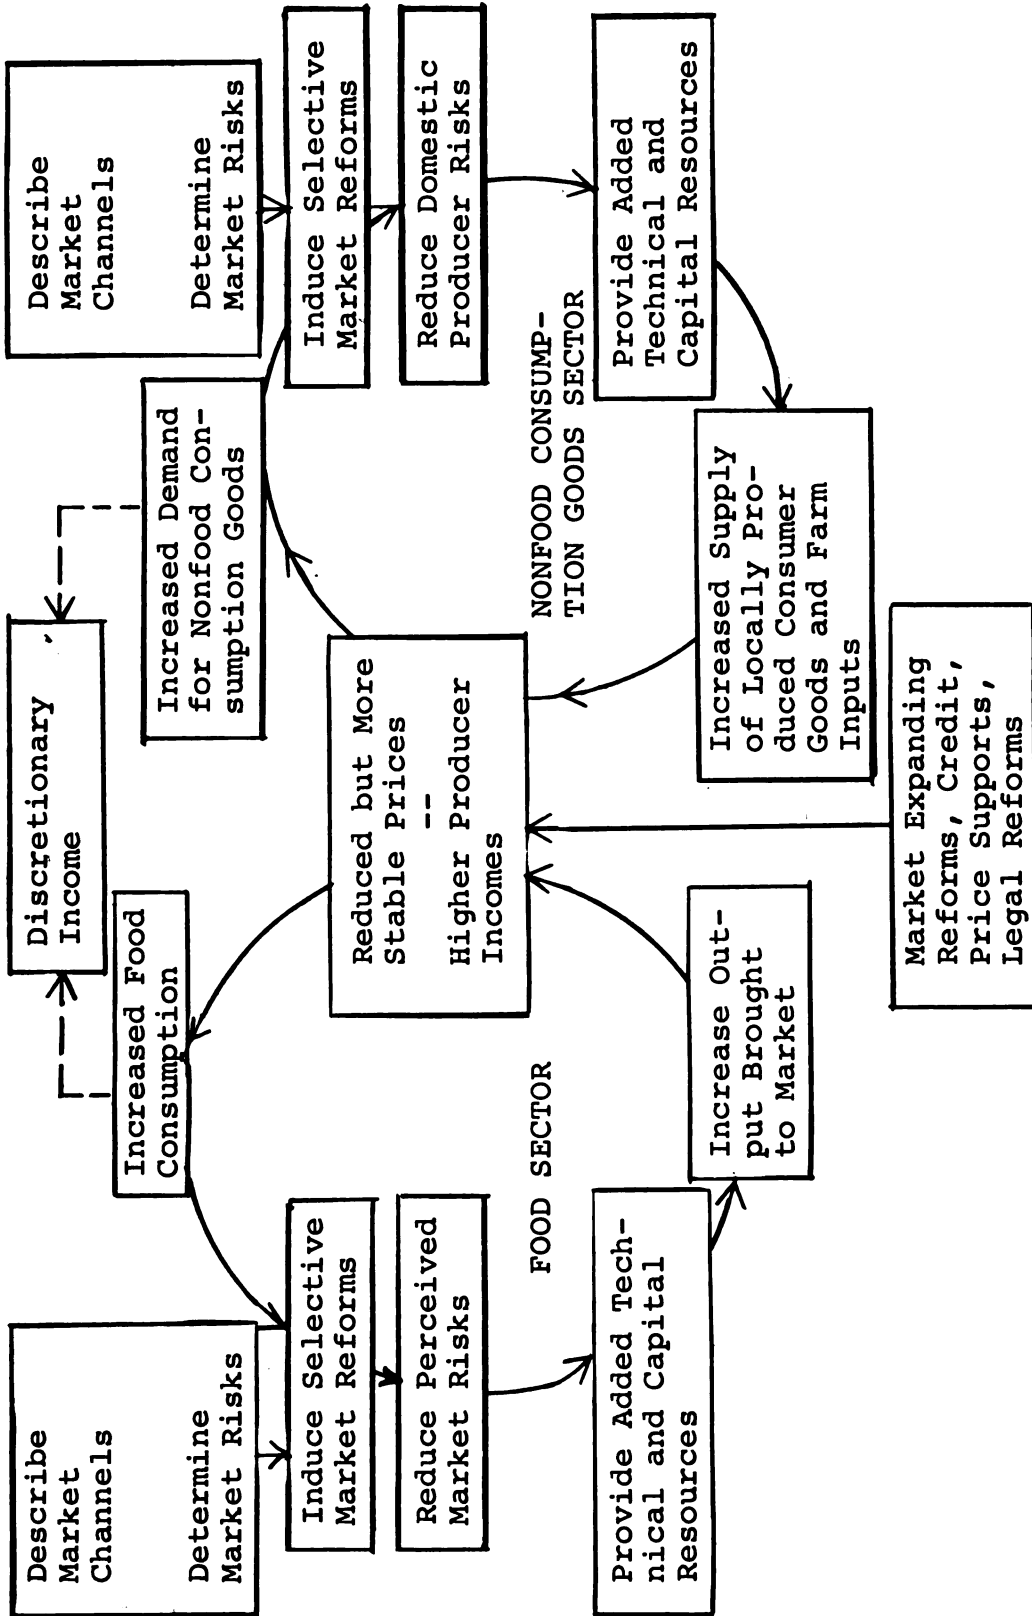 Describe
Market
Channels
Determine
Market Risks
Induce Selective
Market Reforms
Reduce Perceived
Market Risks
Provide Added Tech-
nical and Capital
Resources
Increased Food
Consumption
FOOD SECTOR
Increase Out-
put Brought
to Market
Discretionary
Income
Reduced but More
Stable Prices
--
Higher Producer
Incomes
Market Expanding
Reforms, Credit,
Price Supports,
Legal Reforms
Increased Demand
for Nonfood Con-
sumption Goods
NONFOOD CONSUMP-
TION GOODS SECTOR
Increased Supply
of Locally Pro-
duced Consumer
Goods and Farm
Inputs
Describe
Market
Channels
Determine
Market Risks
Induce Selective
Market Reforms
Reduce Domestic
Producer Risks
Provide Added
Technical and
Capital Resources